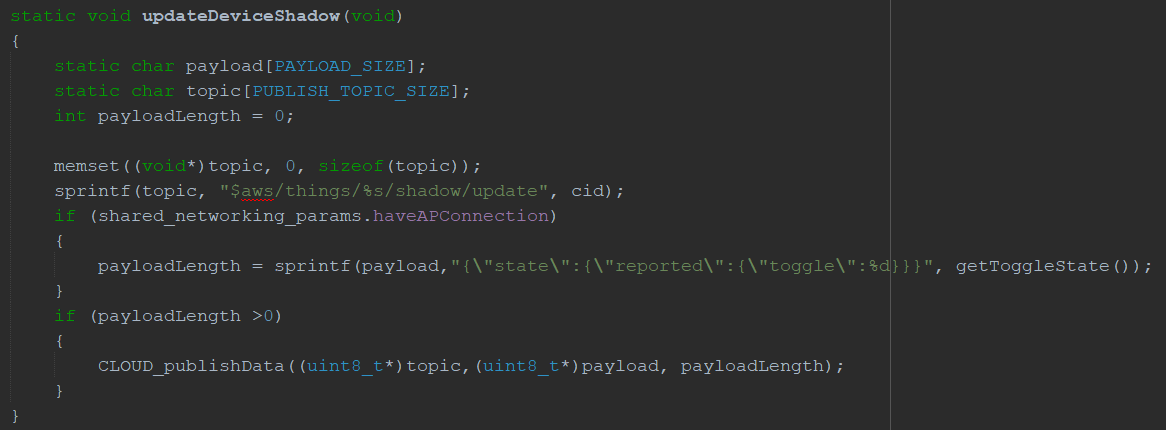 static void updateDeviceShadow(void)
{
    static char payload[PAYLOAD_SIZE];
    static char topic[PUBLISH_TOPIC_SIZE];
    int payloadLength = 0;

    memset((void*)topic, 0, sizeof(topic));
    sprintf(topic, "$aws/things/%s/shadow/update", cid);
    if (shared_networking_params.haveAPConnection)
    {
        payloadLength = sprintf(payload,"{\"state\":{\"reported\":{\"toggle\":%d}}}", getToggleState());
    }
    if (payloadLength >0)
    {
        CLOUD_publishData((uint8_t*)topic,(uint8_t*)payload, payloadLength);
    }
}